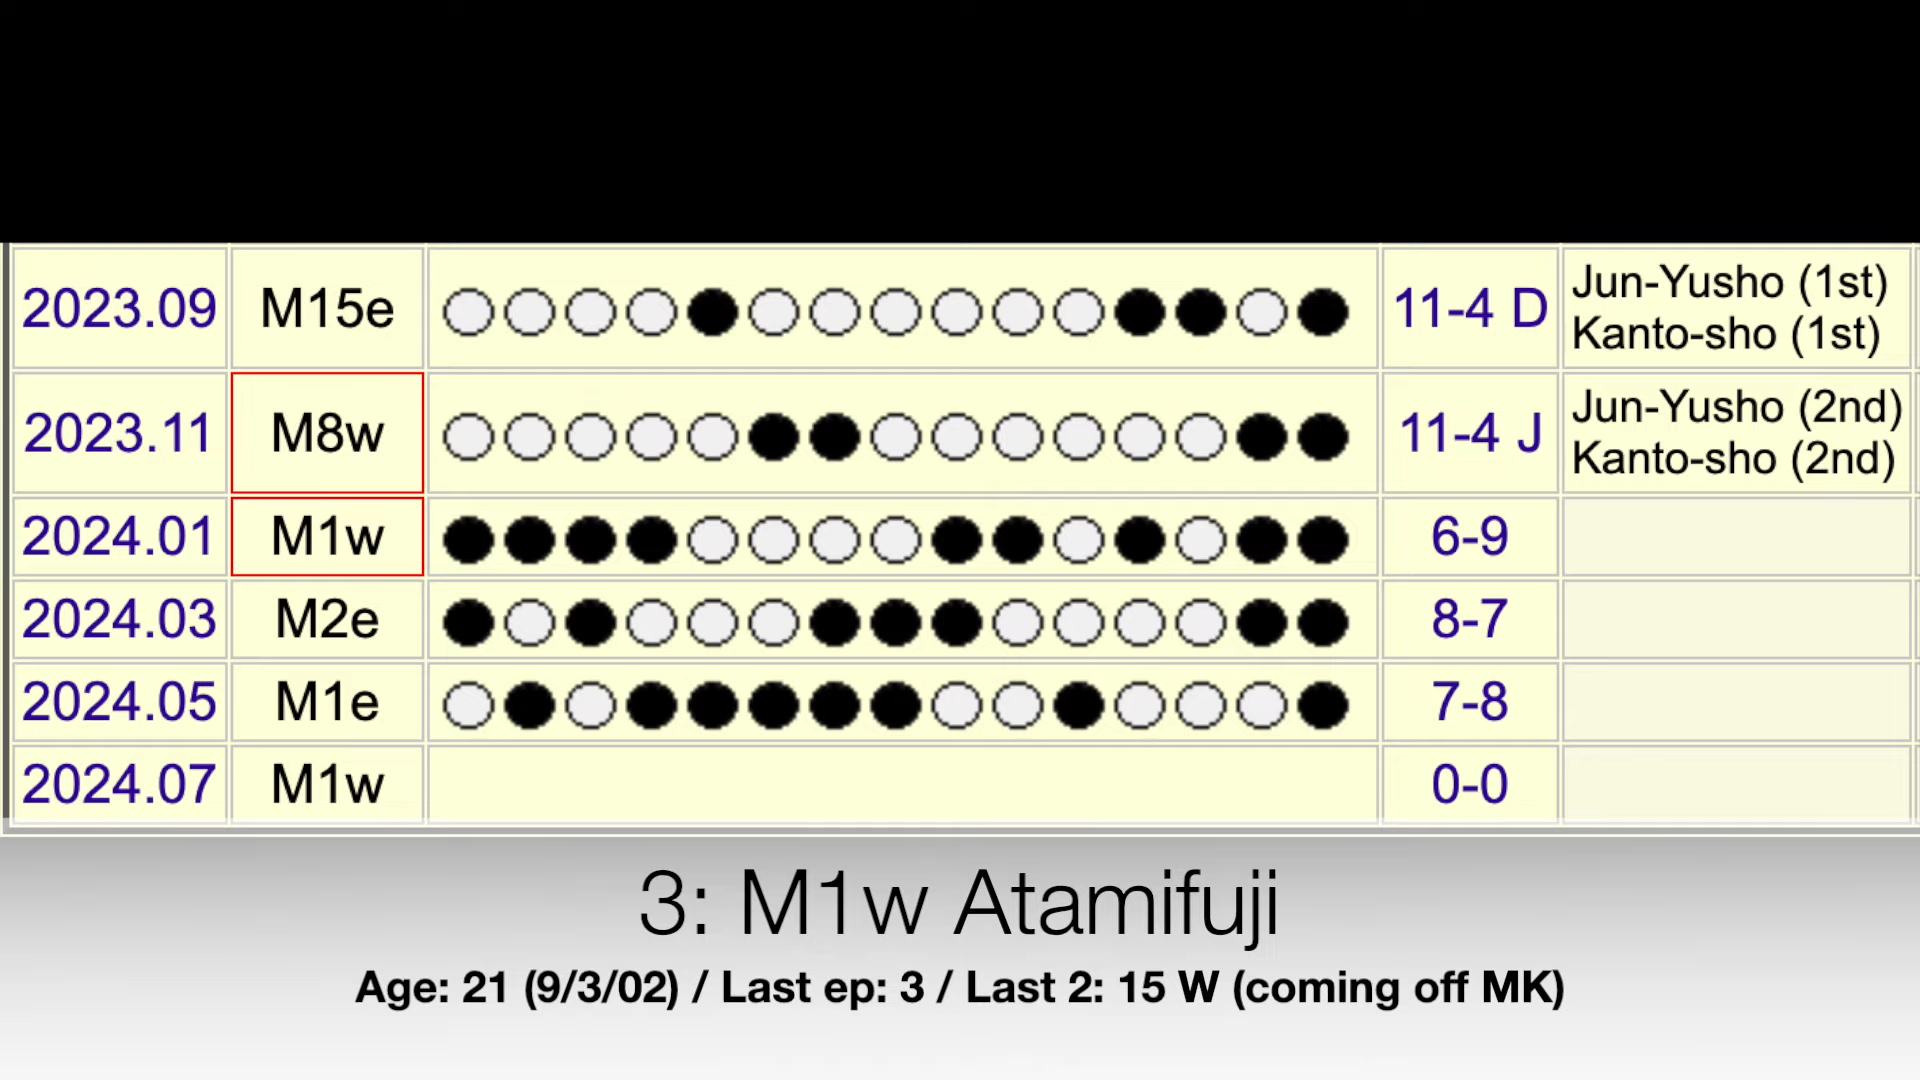 2023.09 M15e 11-4 D Jun-Yusho (1st)
Kanto-sho (1st)
2023.11 M8w 11-4 J Jun-Yusho (2nd)
Kanto-sho (2nd)
2024.01 M1w 6-9
2024.03 M2e 8-7
2024.05 M1e 7-8
2024.07 M1w 0-0
3: M1w Atamifuji
Age: 21 (9/3/02) / Last ep: 3 / Last 2: 15 W (coming off MK)